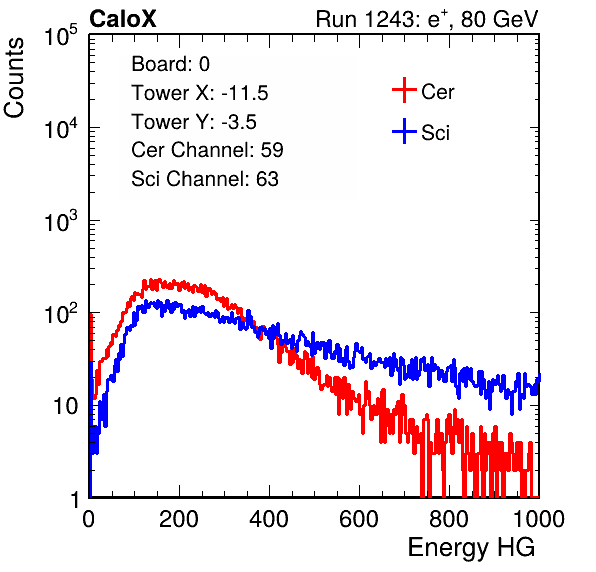 CaloX Run 1243: e⁺, 80 GeV
Counts
Board: 0
Tower X: -11.5
Tower Y: -3.5
Cer Channel: 59
Sci Channel: 63
Cer
Sci
10⁵
10⁴
10³
10²
10
1
0 200 400 600 800 1000
Energy HG